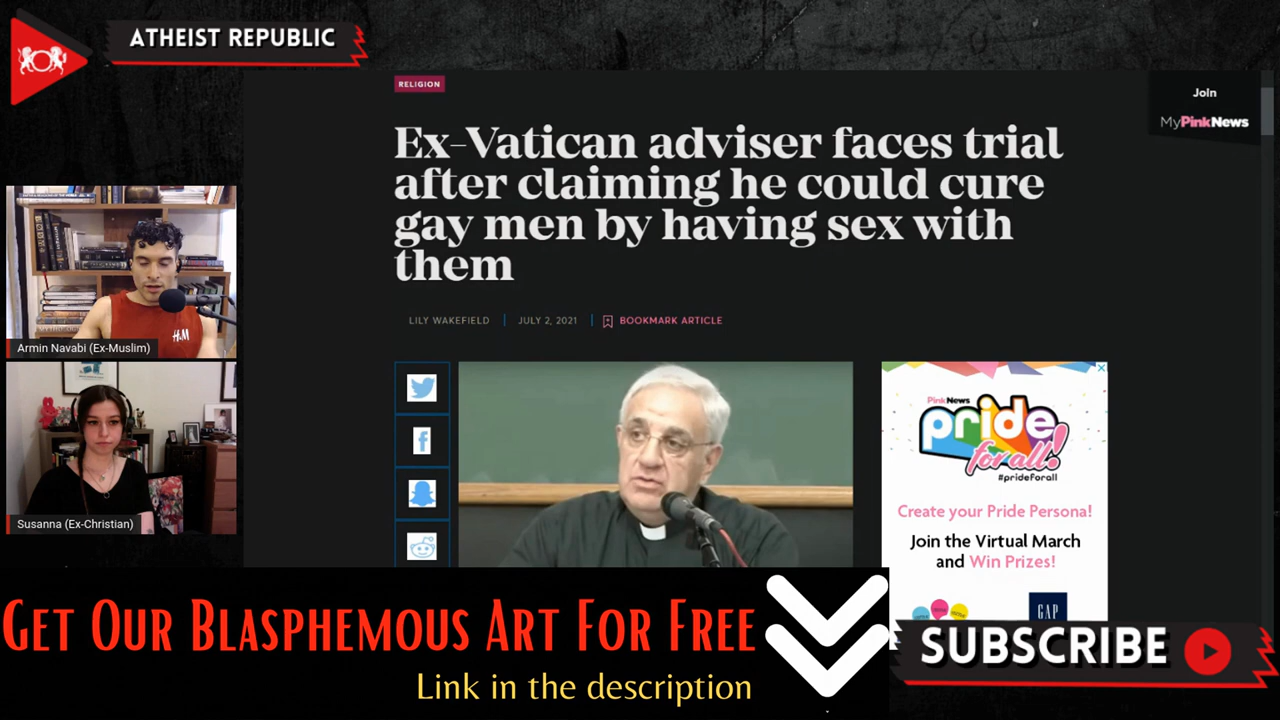 ATHEIST REPUBLIC
RELIGION
Join
MyPinkNews
Ex-Vatican adviser faces trial
after claiming he could cure
gay men by having sex with
them
LILY WAKEFIELD
JULY 2, 2021
BOOKMARK ARTICLE
H&M
Armin Navabi (Ex-Muslim)
Susanna (Ex-Christian)
PinkNews
pride
for all!
#prideforall
Create your Pride Persona!
Join the Virtual March
and Win Prizes!
GAP
GET OUR BLASPHEMOUS ART FOR FREE
Link in the description
SUBSCRIBE